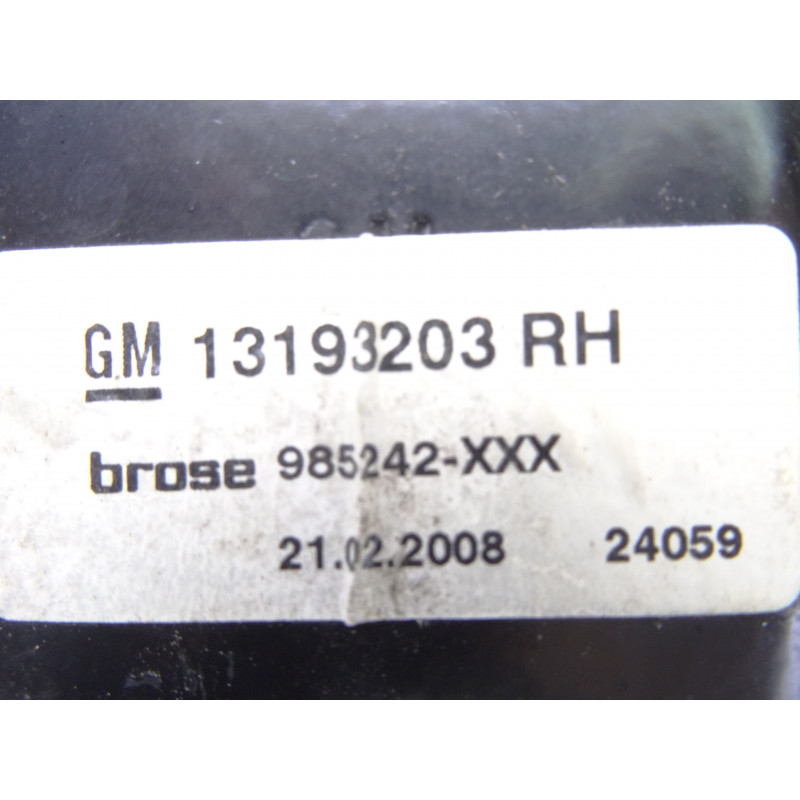 GM 13193203 RH
brose 985242-XXX
21.02.2008 24059